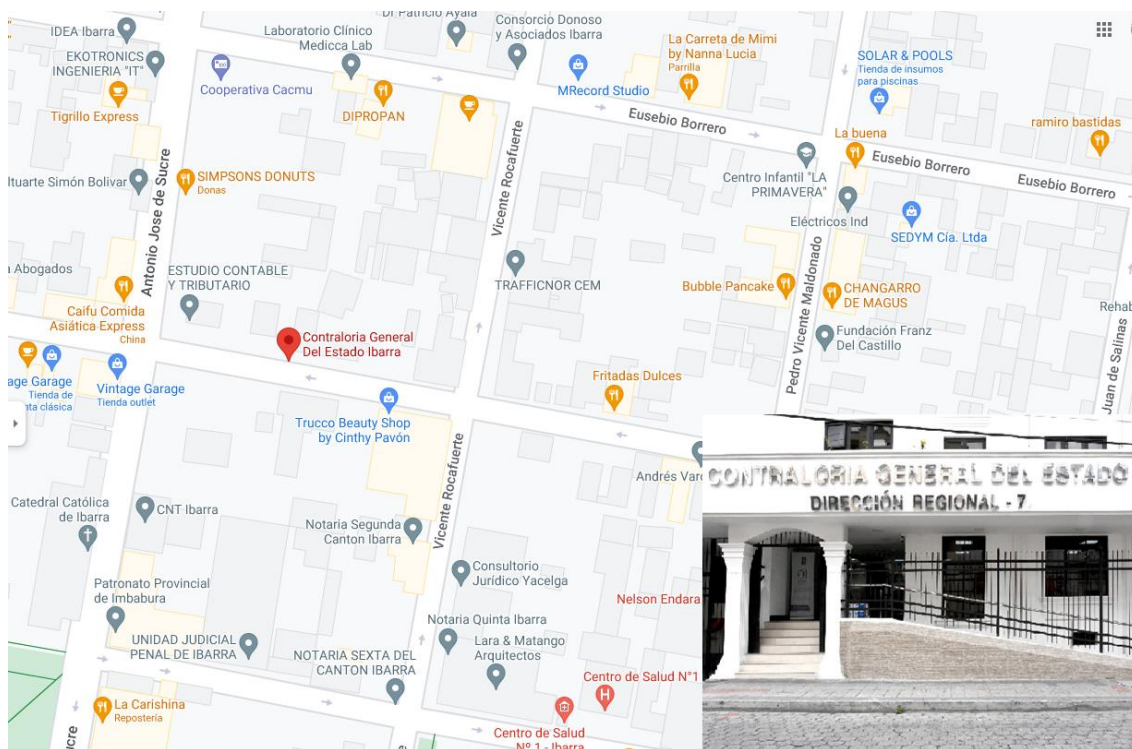 Dr Patricio Ayala
IDEA Ibarra
Laboratorio Clínico
Medicca Lab
Consorcio Donoso
y Asociados Ibarra
La Carreta de Mimi
by Nanna Lucia
Parrilla
EKOTRONICS
INGENIERIA "IT"
SOLAR & POOLS
Tienda de insumos
para piscinas
Cooperativa Cacmu
MRecord Studio
Tigrillo Express
DIPROPAN
Eusebio Borrero
ramiro bastidas
La buena
Eusebio Borrero
Eusebio Borrero
Antonio Jose de Sucre
Vicente Rocafuerte
ltuarte Simón Bolivar
SIMPSONS DONUTS
Donas
Centro Infantil "LA
PRIMAVERA"
Eléctricos Ind
SEDYM Cía. Ltda
a Abogados
ESTUDIO CONTABLE
Y TRIBUTARIO
TRAFFICNOR CEM
Bubble Pancake
Pedro Vicente Maldonado
CHANGARRO
DE MAGUS
Rehab
Caifu Comida
Asiática Express
China
Contraloria General
Del Estado Ibarra
Fundación Franz
Del Castillo
Juan de Salinas
age Garage
Tienda de
nta clásica
Vintage Garage
Tienda outlet
Fritadas Dulces
Trucco Beauty Shop
by Cinthy Pavón
Vicente Rocafuerte
Andrés Varg
CONTRALORIA GENERAL DEL ESTADO
DIRECCIÓN REGIONAL - 7
Catedral Católica
de Ibarra
CNT Ibarra
Notaria Segunda
Canton Ibarra
Patronato Provincial
de Imbabura
Consultorio
Jurídico Yacelga
Nelson Endara
UNIDAD JUDICIAL
PENAL DE IBARRA
Notaria Quinta Ibarra
Lara & Matango
Arquitectos
NOTARIA SEXTA DEL
CANTON IBARRA
Centro de Salud N°1
La Carishina
Repostería
Sucre
Centro de Salud
Nº 1 - Ibarra